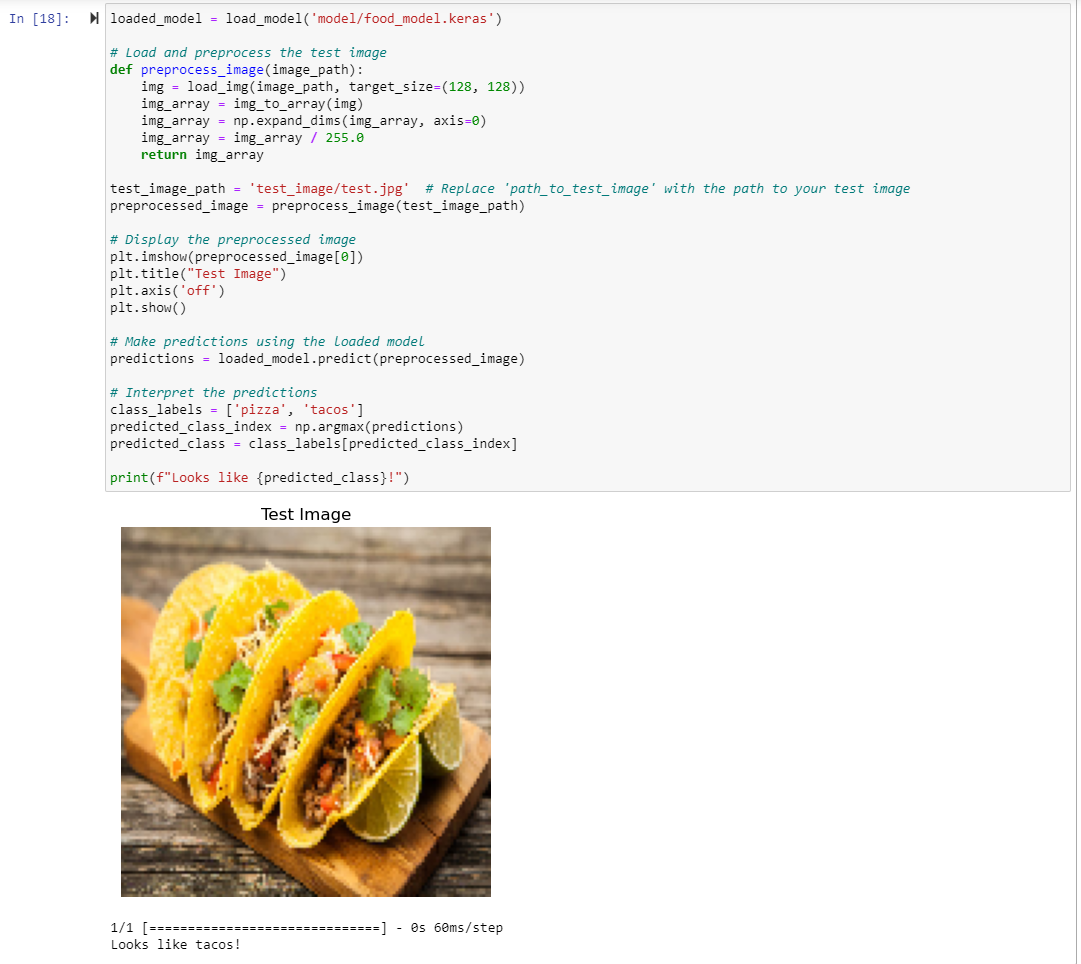 In [18]:
loaded_model = load_model('model/food_model.keras')
# Load and preprocess the test image
def preprocess_image(image_path):
    img = load_img(image_path, target_size=(128, 128))
    img_array = img_to_array(img)
    img_array = np.expand_dims(img_array, axis=0)
    img_array = img_array / 255.0
    return img_array
test_image_path = 'test_image/test.jpg'  # Replace 'path_to_test_image' with the path to your test image
preprocessed_image = preprocess_image(test_image_path)
# Display the preprocessed image
plt.imshow(preprocessed_image[0])
plt.title("Test Image")
plt.axis('off')
plt.show()
# Make predictions using the loaded model
predictions = loaded_model.predict(preprocessed_image)
# Interpret the predictions
class_labels = ['pizza', 'tacos']
predicted_class_index = np.argmax(predictions)
predicted_class = class_labels[predicted_class_index]
print(f"Looks like {predicted_class}!")
Test Image
1/1 [==============================] - 0s 60ms/step
Looks like tacos!